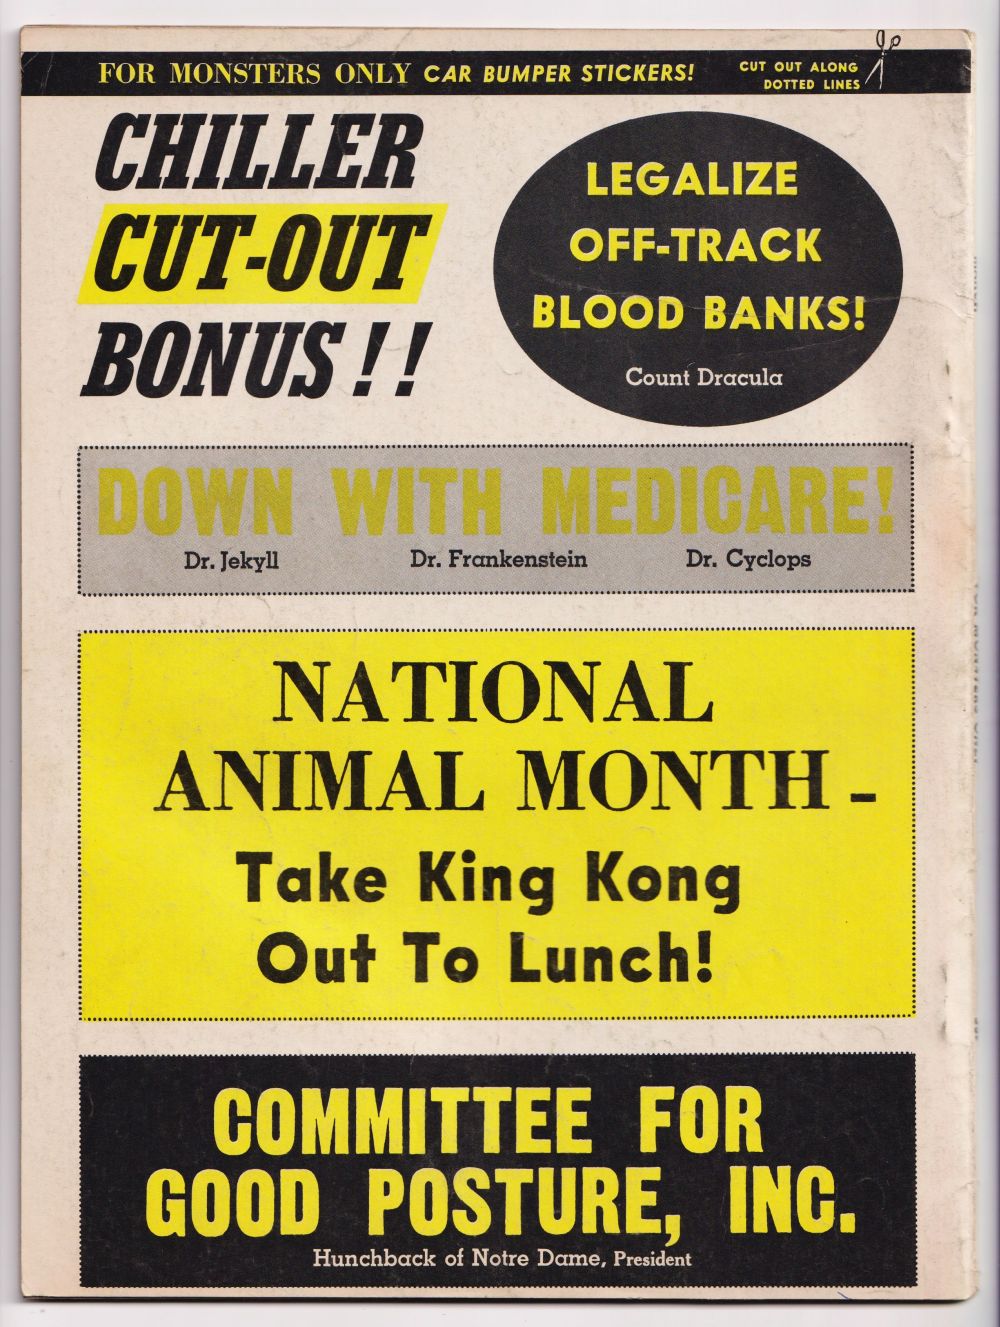 FOR MONSTERS ONLY CAR BUMPER STICKERS!
CUT OUT ALONG
DOTTED LINES
CHILLER
CUT-OUT
BONUS!!
LEGALIZE
OFF-TRACK
BLOOD BANKS!
Count Dracula
DOWN WITH MEDICARE!
Dr. Jekyll Dr. Frankenstein Dr. Cyclops
NATIONAL
ANIMAL MONTH –
Take King Kong
Out To Lunch!
COMMITTEE FOR
GOOD POSTURE, INC.
Hunchback of Notre Dame, President